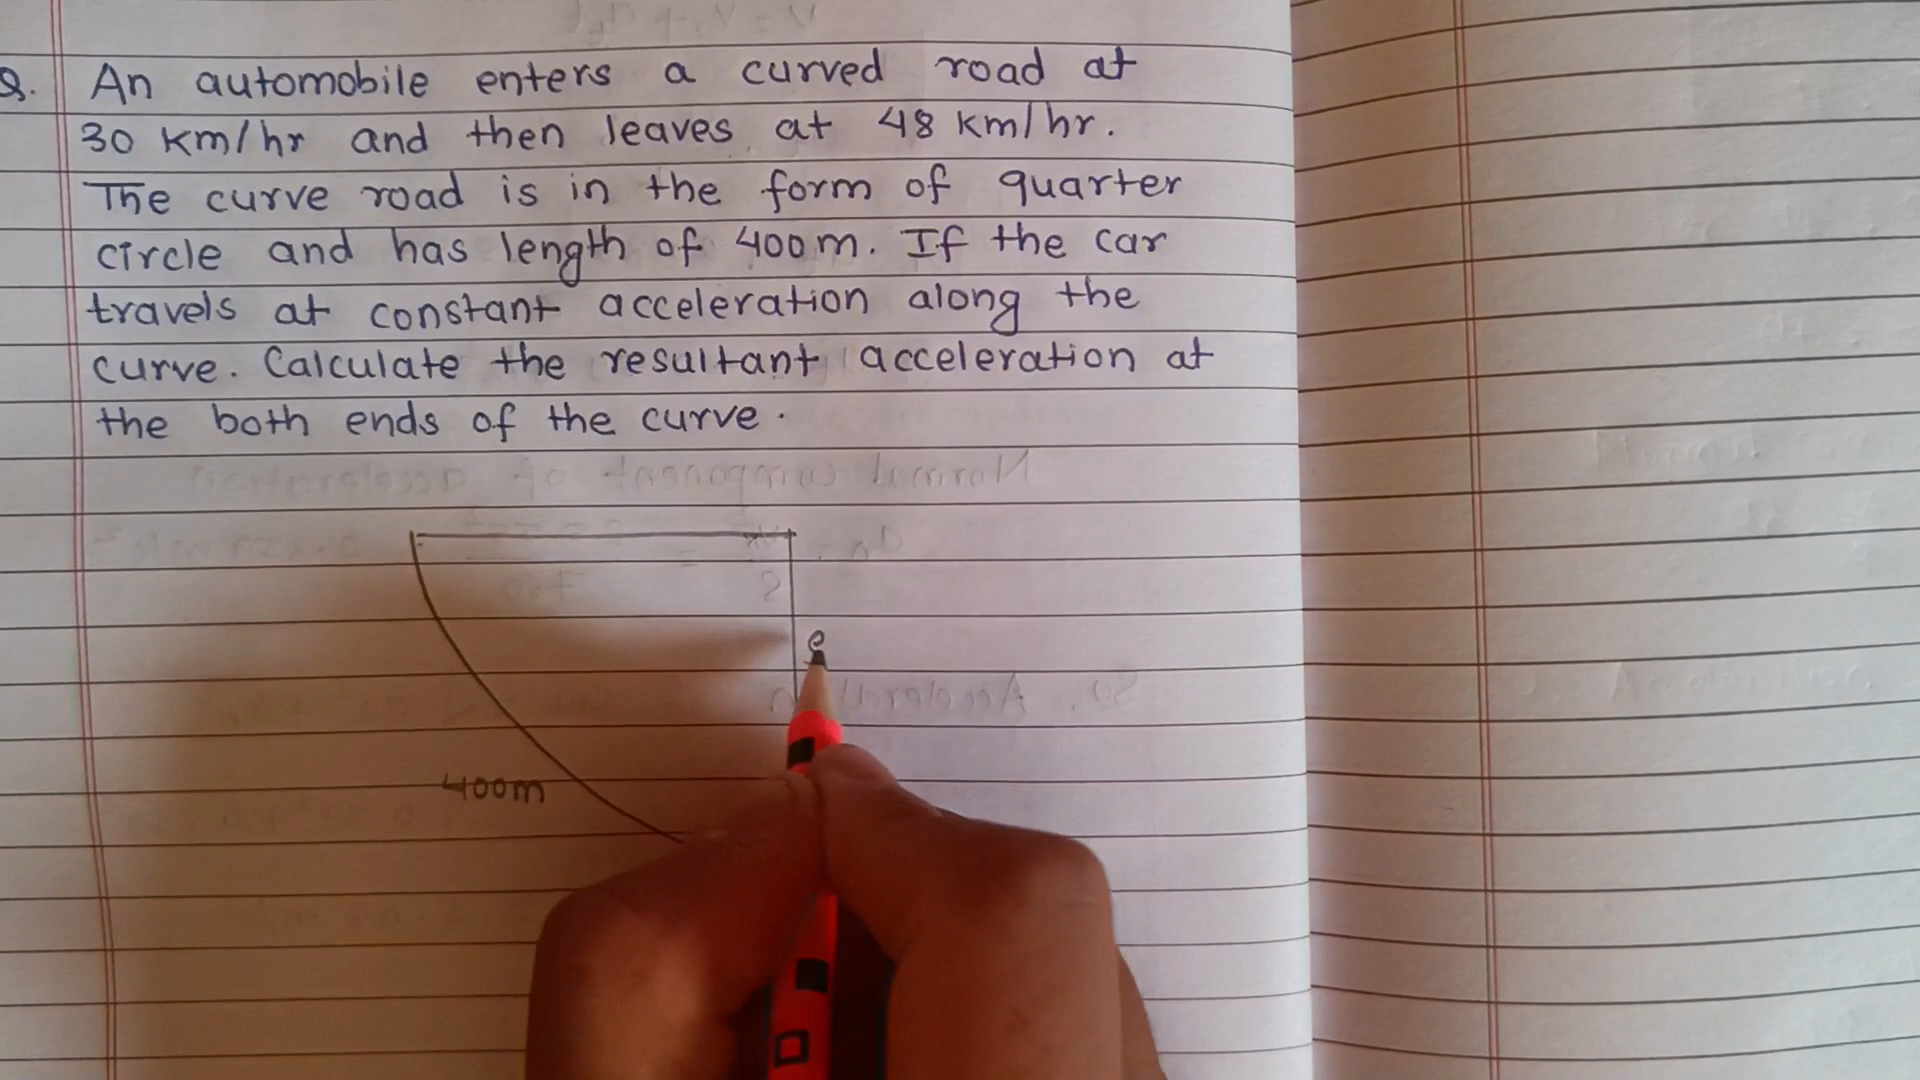 Q. An automobile enters a curved road at
30 km/hr and then leaves at 48 km/hr.
The curve road is in the form of quarter
circle and has length of 400m. If the car
travels at constant acceleration along the
curve. Calculate the resultant acceleration at
the both ends of the curve.
400m